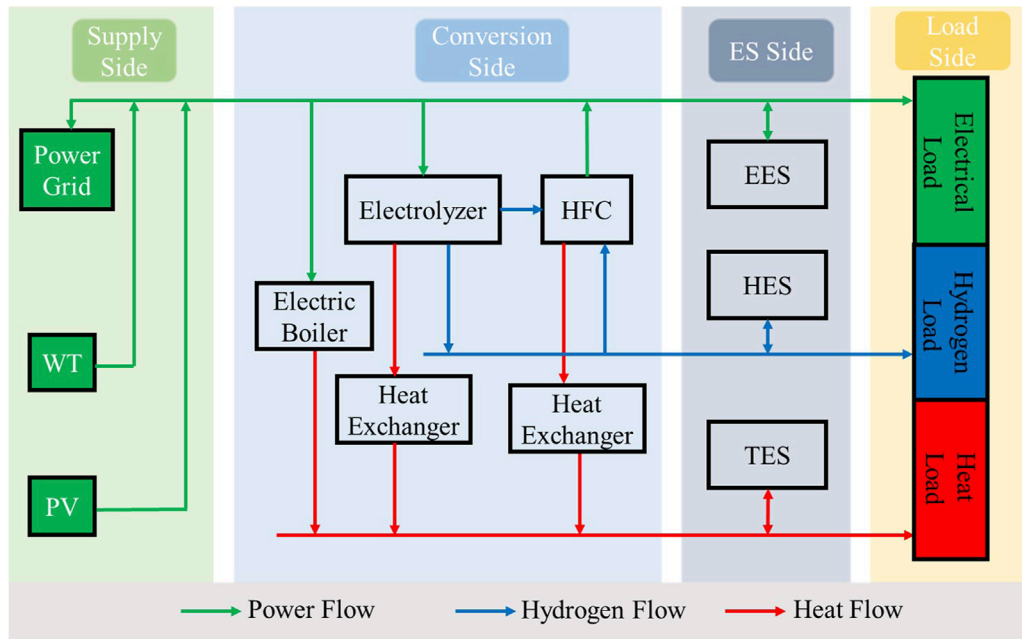 Supply
Side
Conversion
Side
ES Side
Load
Side
Power
Grid
WT
PV
Electrolyzer
HFC
Electric
Boiler
Heat
Exchanger
Heat
Exchanger
EES
HES
TES
Electrical
Load
Hydrogen
Load
Heat
Load
Power Flow
Hydrogen Flow
Heat Flow